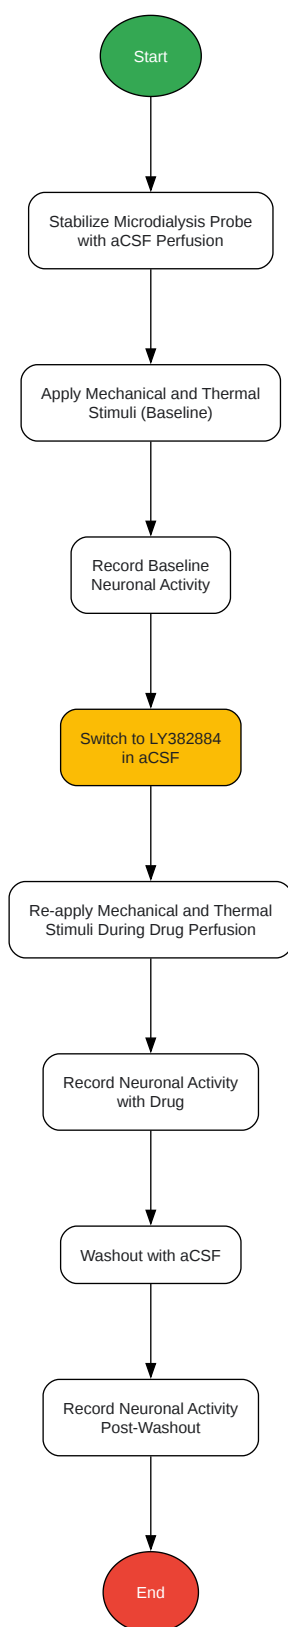 Start
Stabilize Microdialysis Probe
with aCSF Perfusion
Apply Mechanical and Thermal
Stimuli (Baseline)
Record Baseline
Neuronal Activity
Switch to LY382884
in aCSF
Re-apply Mechanical and Thermal
Stimuli During Drug Perfusion
Record Neuronal Activity
with Drug
Washout with aCSF
Record Neuronal Activity
Post-Washout
End